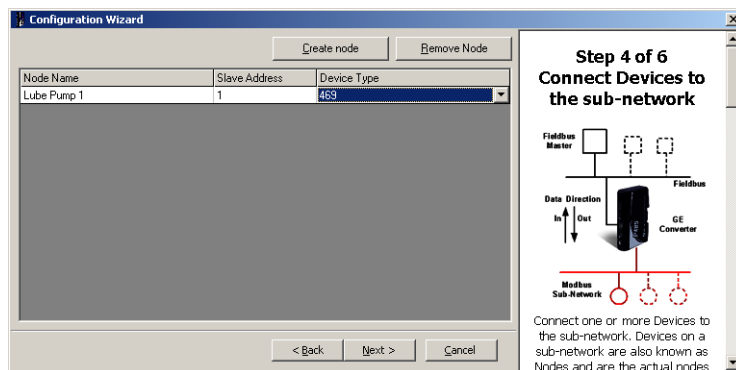 Configuration Wizard
Create node Remove Node
Node Name Slave Address Device Type
Lube Pump 1 1 469
< Back Next > Cancel
Step 4 of 6
Connect Devices to
the sub-network
Fieldbus
Master
Fieldbus
Data Direction
In Out
GE
Converter
P485
Modbus
Sub-Network
Connect one or more Devices to
the sub-network. Devices on a
sub-network are also known as
Nodes and are the actual nodes